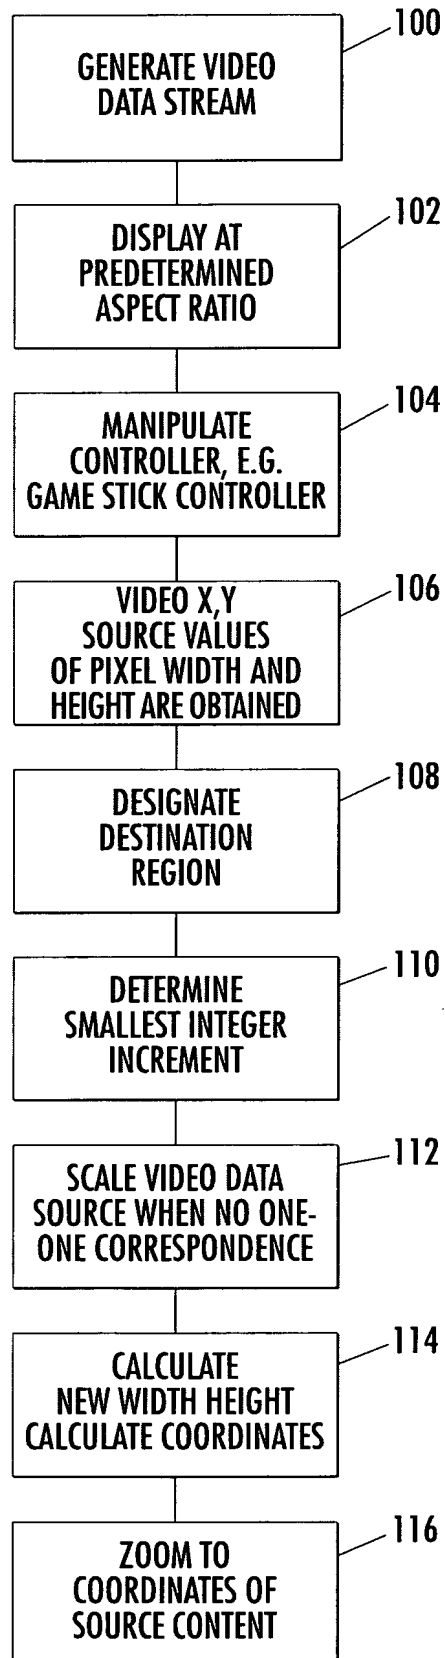 100
GENERATE VIDEO
DATA STREAM
102
DISPLAY AT
PREDETERMINED
ASPECT RATIO
104
MANIPULATE
CONTROLLER, E.G.
GAME STICK CONTROLLER
106
VIDEO X,Y
SOURCE VALUES
OF PIXEL WIDTH AND
HEIGHT ARE OBTAINED
108
DESIGNATE
DESTINATION
REGION
110
DETERMINE
SMALLEST INTEGER
INCREMENT
112
SCALE VIDEO DATA
SOURCE WHEN NO ONE-
ONE CORRESPONDENCE
114
CALCULATE
NEW WIDTH HEIGHT
CALCULATE COORDINATES
116
ZOOM TO
COORDINATES OF
SOURCE CONTENT